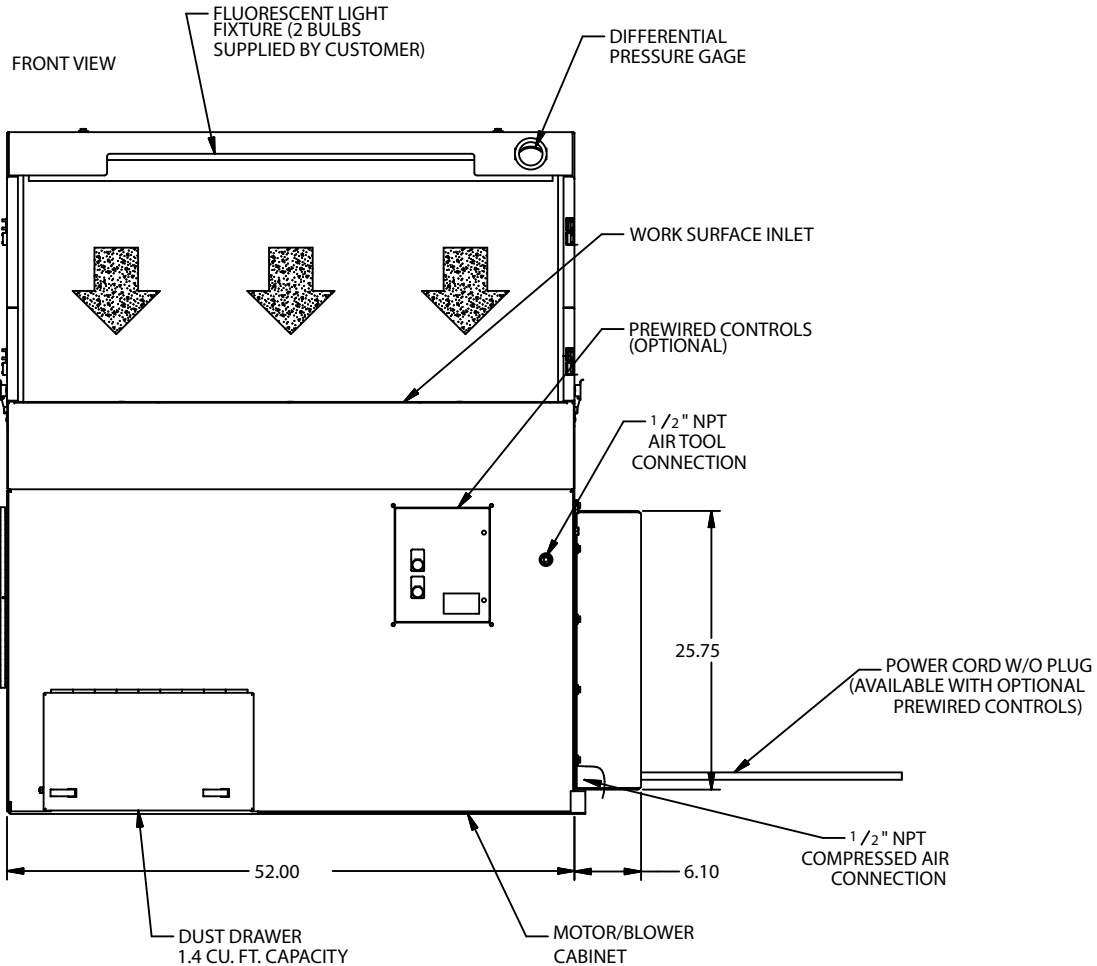 FRONT VIEW
FLUORESCENT LIGHT
FIXTURE (2 BULBS
SUPPLIED BY CUSTOMER)
DIFFERENTIAL
PRESSURE GAGE
WORK SURFACE INLET
PREWIRED CONTROLS
(OPTIONAL)
1/2" NPT
AIR TOOL
CONNECTION
25.75
POWER CORD W/O PLUG
(AVAILABLE WITH OPTIONAL
PREWIRED CONTROLS)
1/2" NPT
COMPRESSED AIR
CONNECTION
52.00
6.10
DUST DRAWER
1.4 CU. FT. CAPACITY
MOTOR/BLOWER
CABINET